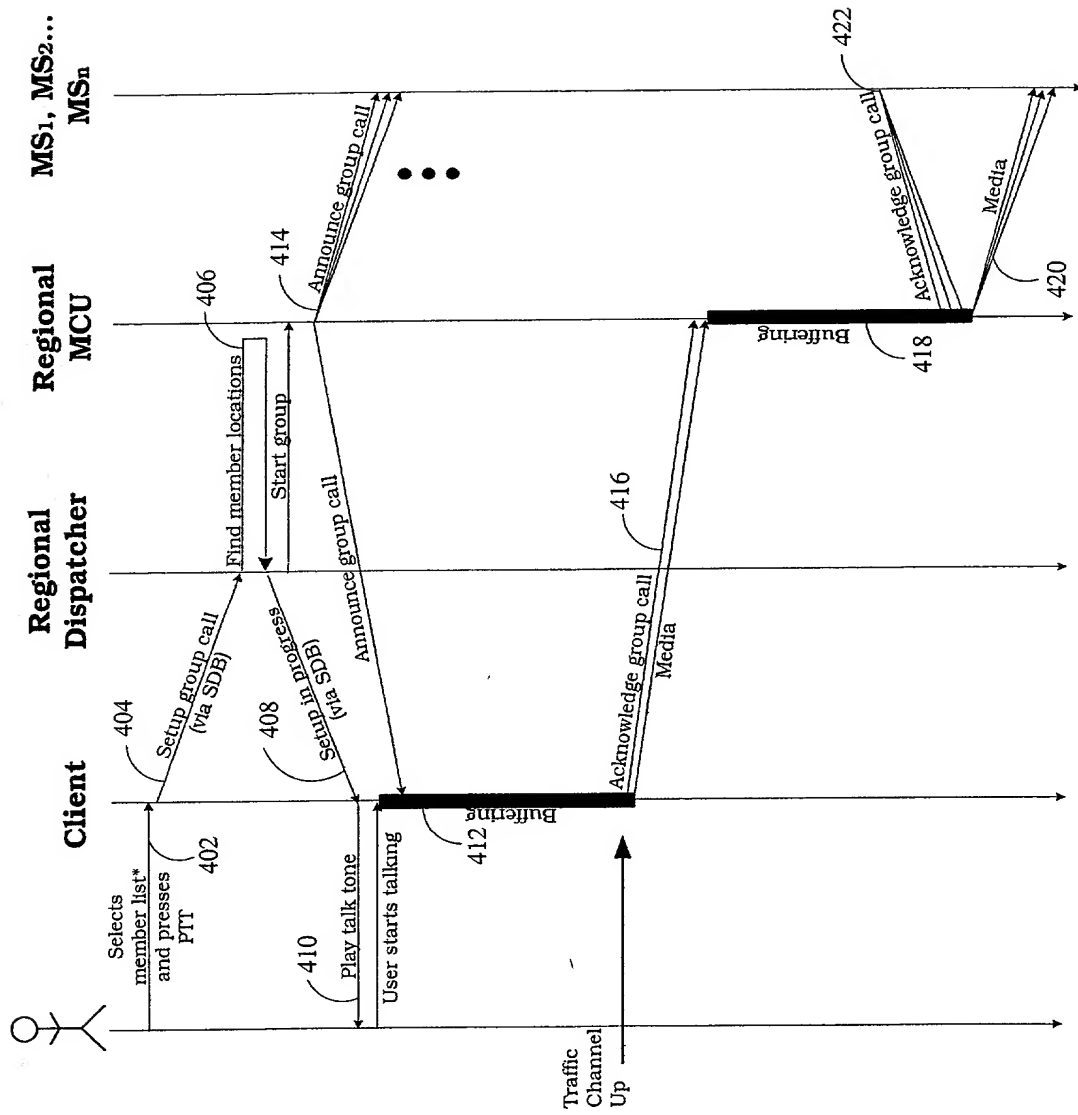 Client
Regional
Dispatcher
Regional
MCU
MS1, MS2...
MSn
Selects
member list*
and presses
PTT
402
404
Setup group call
(via SDB)
Find member locations
406
Start group
408
Setup in progress
(via SDB)
414
Announce group call
Announce group call
Play talk tone
410
User starts talking
412
Buffering
Traffic
Channel
Up
Acknowledge group call
Media
416
Buffering
418
Acknowledge group call
422
Media
420